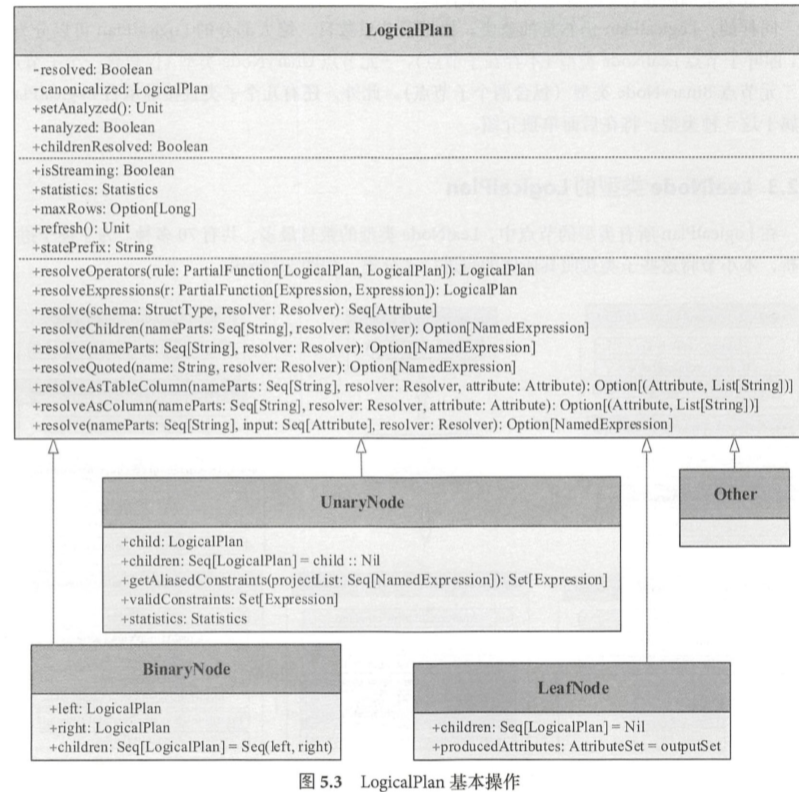 LogicalPlan
-resolved: Boolean
+canonicalized: LogicalPlan
+setAnalyzed(): Unit
+analyzed: Boolean
+childrenResolved: Boolean
+isStreaming: Boolean
+statistics: Statistics
+maxRows: Option[Long]
+refresh(): Unit
+statePrefix: String
+resolveOperators(rule: PartialFunction[LogicalPlan, LogicalPlan]): LogicalPlan
+resolveExpressions(r: PartialFunction[Expression, Expression]): LogicalPlan
+resolve(schema: StructType, resolver: Resolver): Seq[Attribute]
+resolveChildren(nameParts: Seq[String], resolver: Resolver): Option[NamedExpression]
+resolve(nameParts: Seq[String], resolver: Resolver): Option[NamedExpression]
+resolveQuoted(name: String, resolver: Resolver): Option[NamedExpression]
+resolveAsTableColumn(nameParts: Seq[String], resolver: Resolver, attribute: Attribute): Option[(Attribute, List[String])]
+resolveAsColumn(nameParts: Seq[String], resolver: Resolver, attribute: Attribute): Option[(Attribute, List[String])]
+resolve(nameParts: Seq[String], input: Seq[Attribute], resolver: Resolver): Option[NamedExpression]
UnaryNode
+child: LogicalPlan
+children: Seq[LogicalPlan] = child :: Nil
+getAliasedConstraints(projectList: Seq[NamedExpression]): Set[Expression]
+validConstraints: Set[Expression]
+statistics: Statistics
Other
BinaryNode
+left: LogicalPlan
+right: LogicalPlan
+children: Seq[LogicalPlan] = Seq(left, right)
LeafNode
+children: Seq[LogicalPlan] = Nil
+producedAttributes: AttributeSet = outputSet
图 5.3 LogicalPlan 基本操作